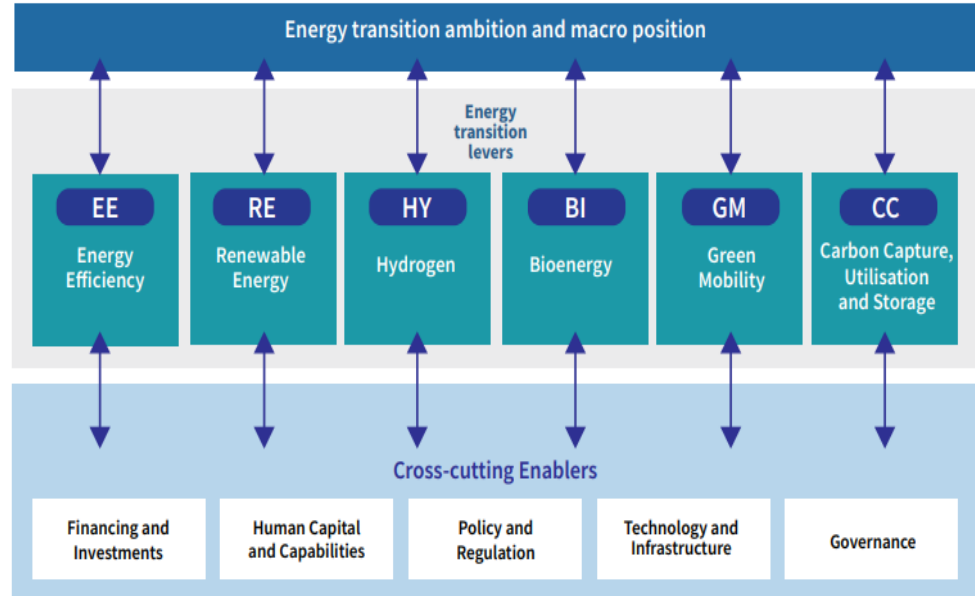 Energy transition ambition and macro position
Energy
transition
levers
EE
Energy
Efficiency
RE
Renewable
Energy
HY
Hydrogen
BI
Bioenergy
GM
Green
Mobility
CC
Carbon Capture,
Utilisation
and Storage
Cross-cutting Enablers
Financing and
Investments
Human Capital
and Capabilities
Policy and
Regulation
Technology and
Infrastructure
Governance